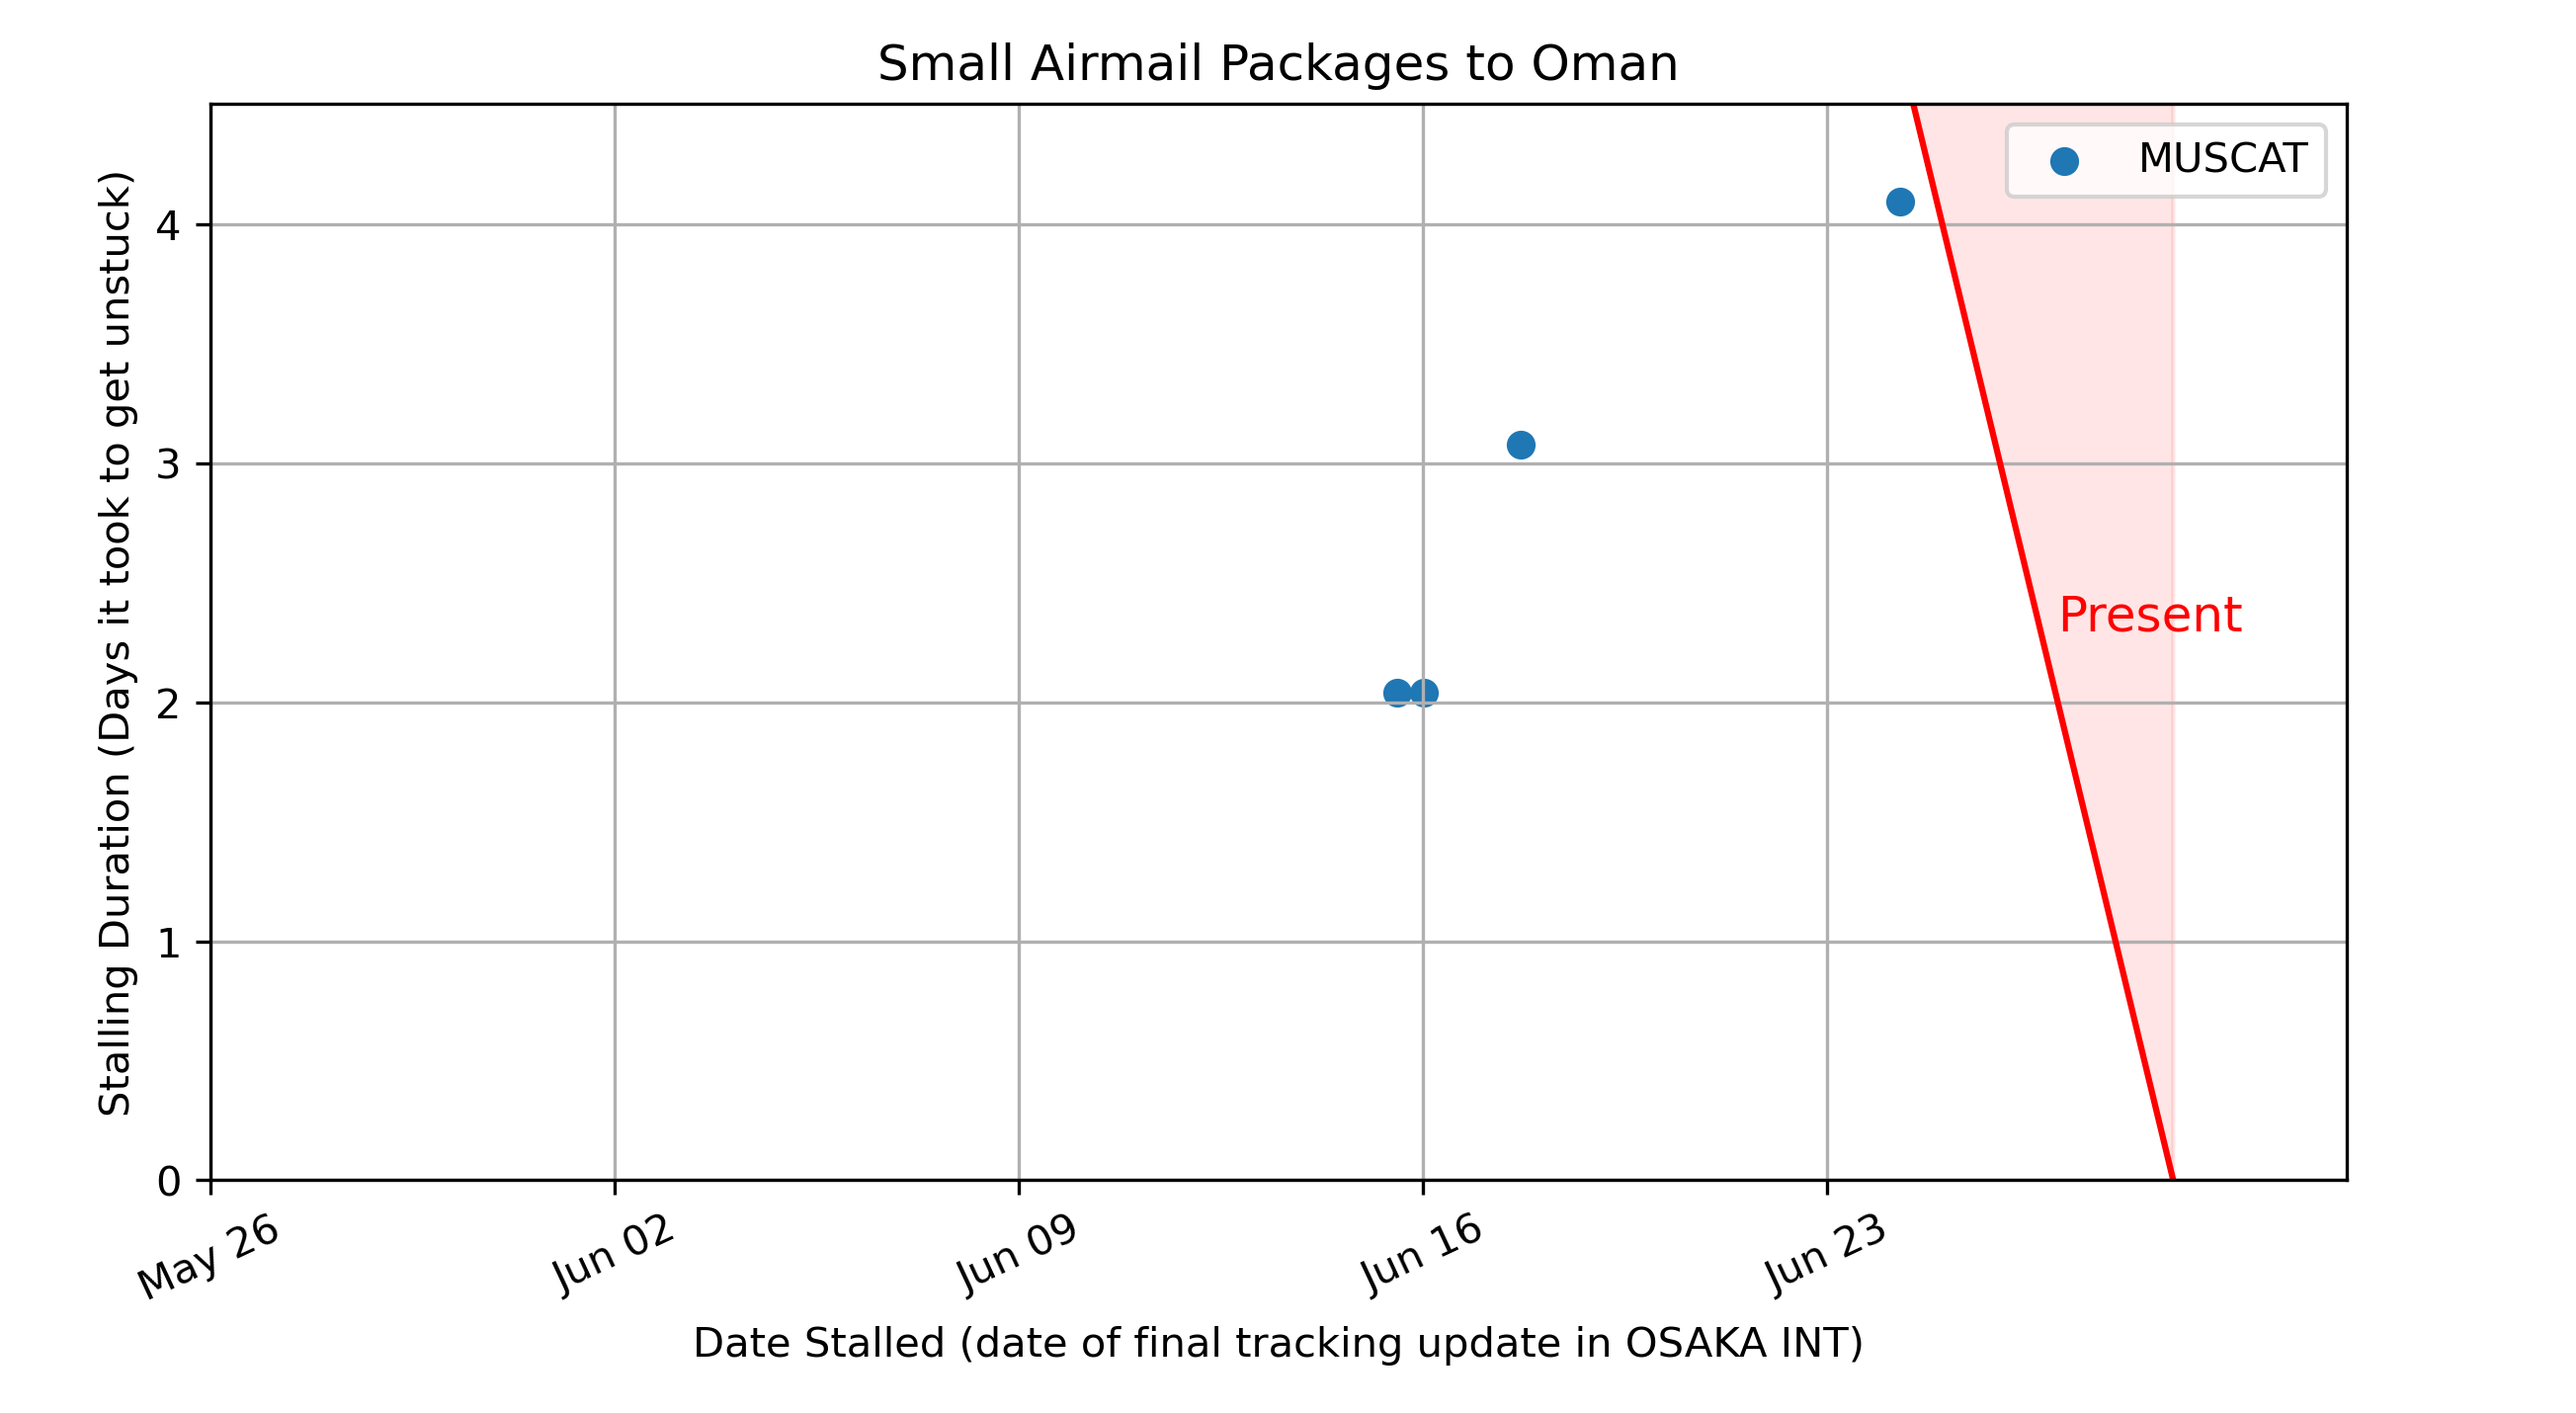 Small Airmail Packages to Oman
MUSCAT
Stalling Duration (Days it took to get unstuck)
4
3
2
1
0
Present
May 26
Jun 02
Jun 09
Jun 16
Jun 23
Date Stalled (date of final tracking update in OSAKA INT)